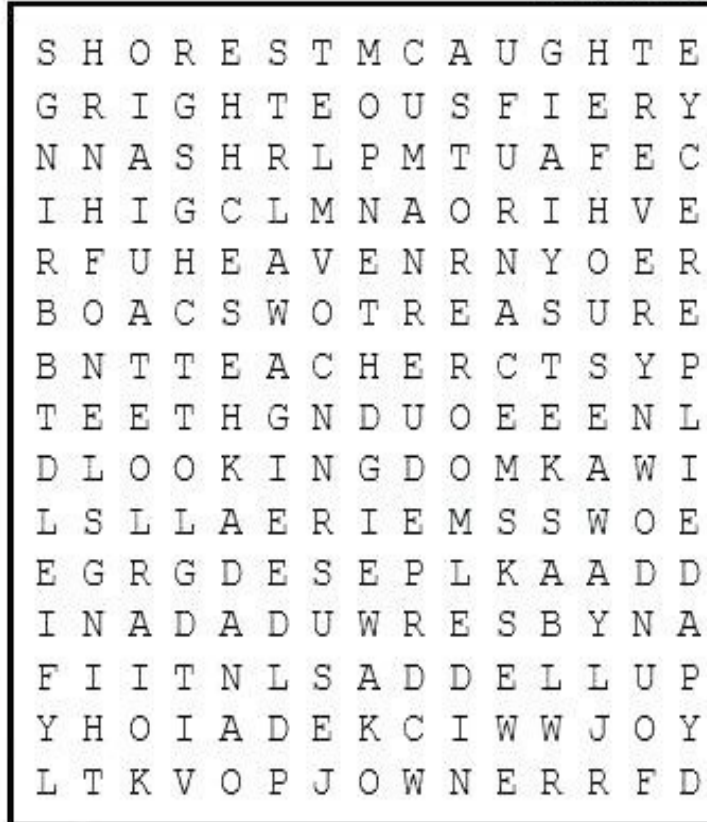 S H O R E S T M C A U G H T E
G R I G H T E O U S F I E R Y
N N A S H R L P M T U A F E C
I H I G C L M N A O R I H V E
R F U H E A V E N R N Y O E R
B O A C S W O T R E A S U R E
B N T T E A C H E R C T S Y P
T E E T H G N D U O E E E N L
D L O O K I N G D O M K A W I
L S L L A E R I E M S S W O E
E G R G D E S E P L K A A D D
I N A D A D U W R E S B Y N A
F I I T N L S A D D E L L U P
Y H O I A D E K C I W W J O Y
L T K V O P J O W N E R R F D